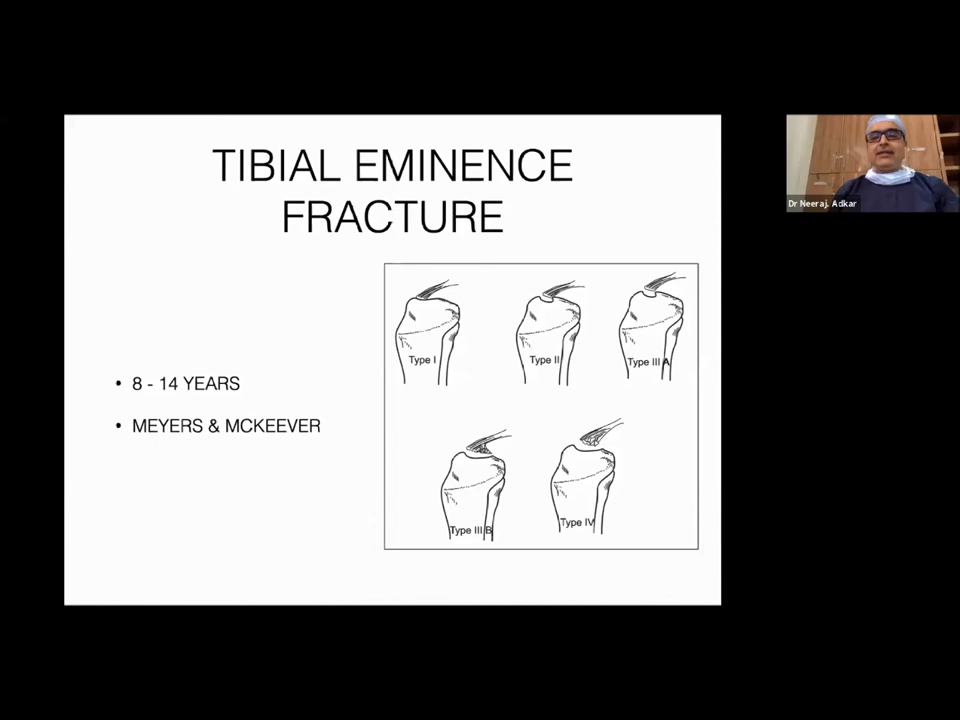 TIBIAL EMINENCE
FRACTURE
• 8 - 14 YEARS
• MEYERS & MCKEEVER
Type I
Type II
Type III A
Type III B
Type IV
Dr Neeraj. Adkar